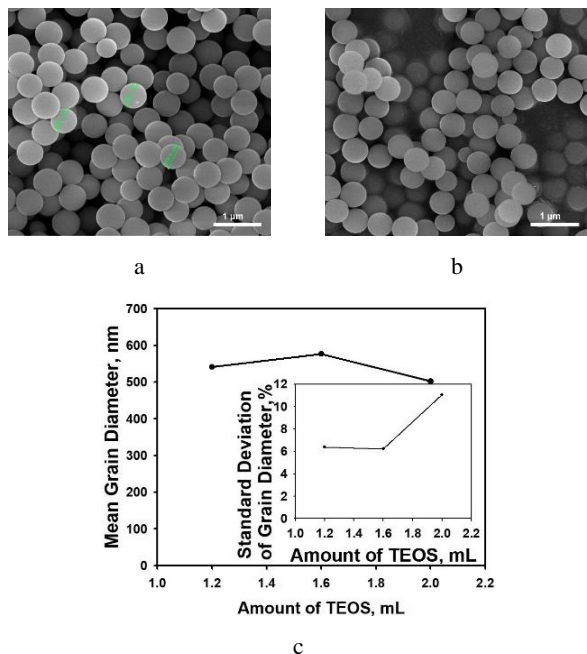 1 µm
1 µm
a
b
700
600
500
400
300
200
100
0
Mean Grain Diameter, nm
1.0 1.2 1.4 1.6 1.8 2.0 2.2
Amount of TEOS, mL
12
10
8
6
4
2
0
Standard Deviation
of Grain Diameter,%
1.0 1.2 1.4 1.6 1.8 2.0 2.2
Amount of TEOS, mL
c